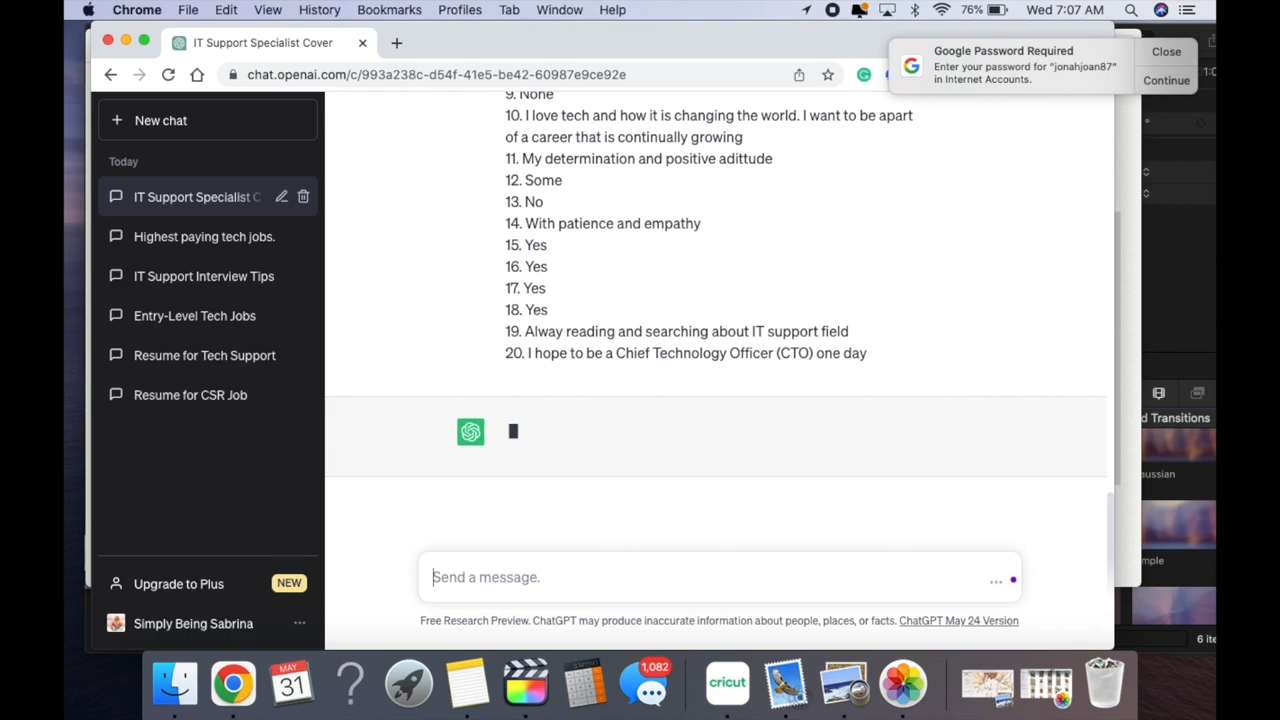 Chrome File Edit View History Bookmarks Profiles Tab Window Help 76% Wed 7:07 AM
IT Support Specialist Cover
Google Password Required
Enter your password for "jonahjoan87"
in Internet Accounts.
Close
Continue
chat.openai.com/c/993a238c-d54f-41e5-be42-60987e9ce92e
New chat
Today
IT Support Specialist C
Highest paying tech jobs.
IT Support Interview Tips
Entry-Level Tech Jobs
Resume for Tech Support
Resume for CSR Job
Upgrade to Plus NEW
Simply Being Sabrina
9. None
10. I love tech and how it is changing the world. I want to be apart
of a career that is continually growing
11. My determination and positive adittude
12. Some
13. No
14. With patience and empathy
15. Yes
16. Yes
17. Yes
18. Yes
19. Alway reading and searching about IT support field
20. I hope to be a Chief Technology Officer (CTO) one day
Send a message.
Free Research Preview. ChatGPT may produce inaccurate information about people, places, or facts. ChatGPT May 24 Version
d Transitions
aussian
mple
6 ite
MAY
31
1,082
cricut